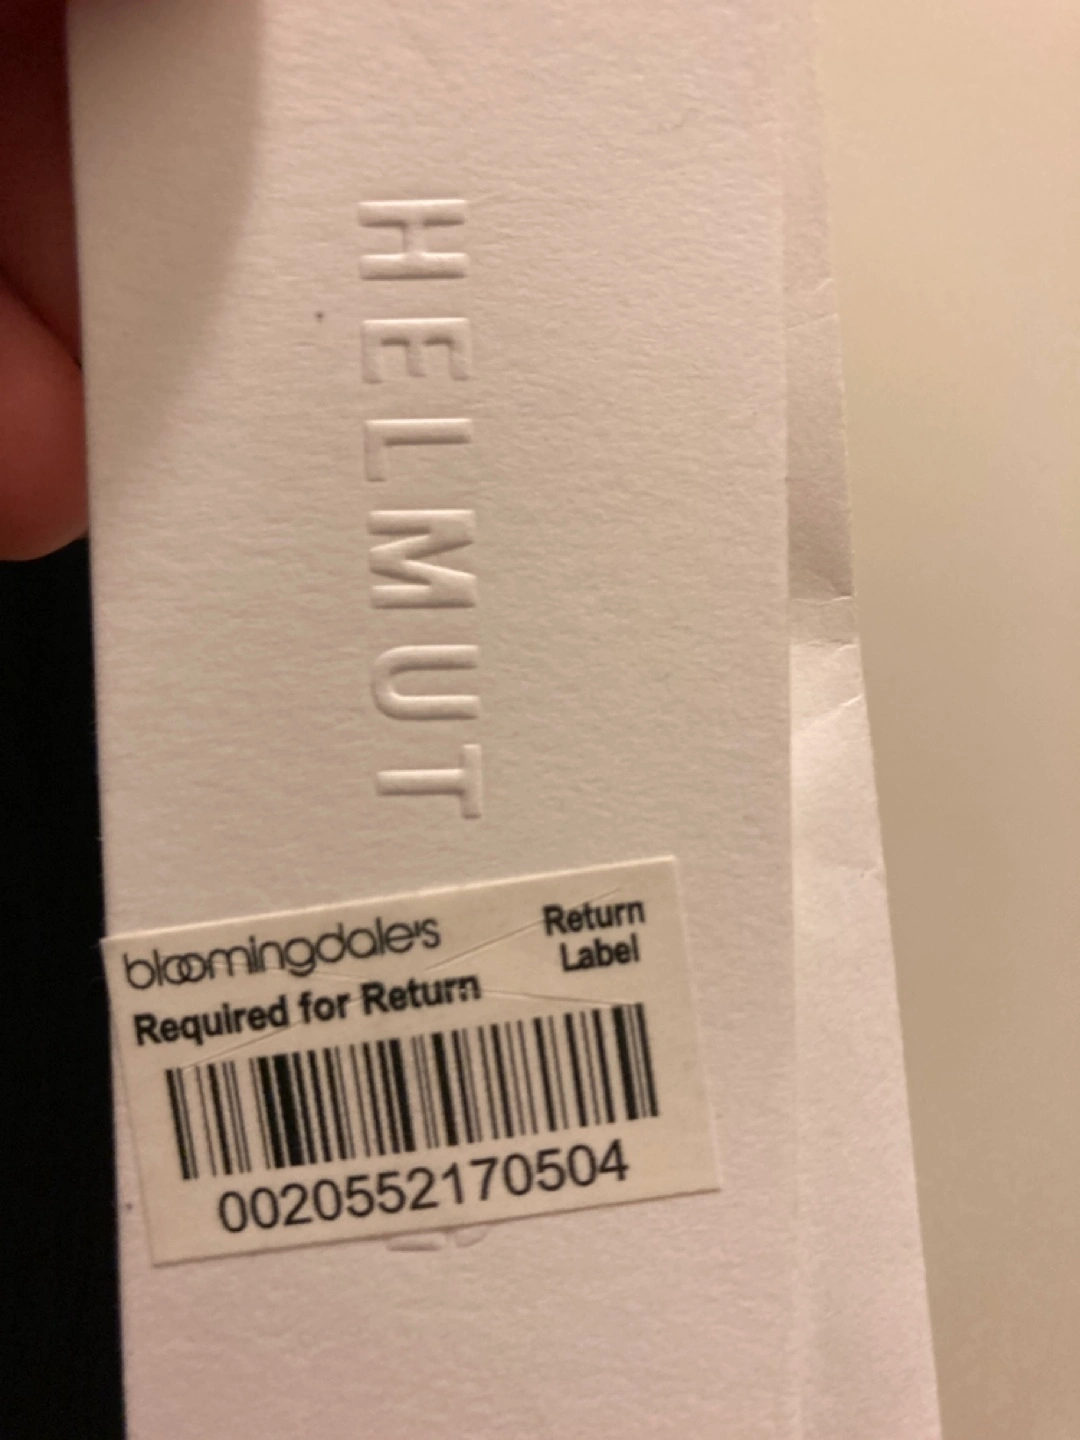 HELMUT
bloomingdale's
Return
Label
Required for Return
0020552170504